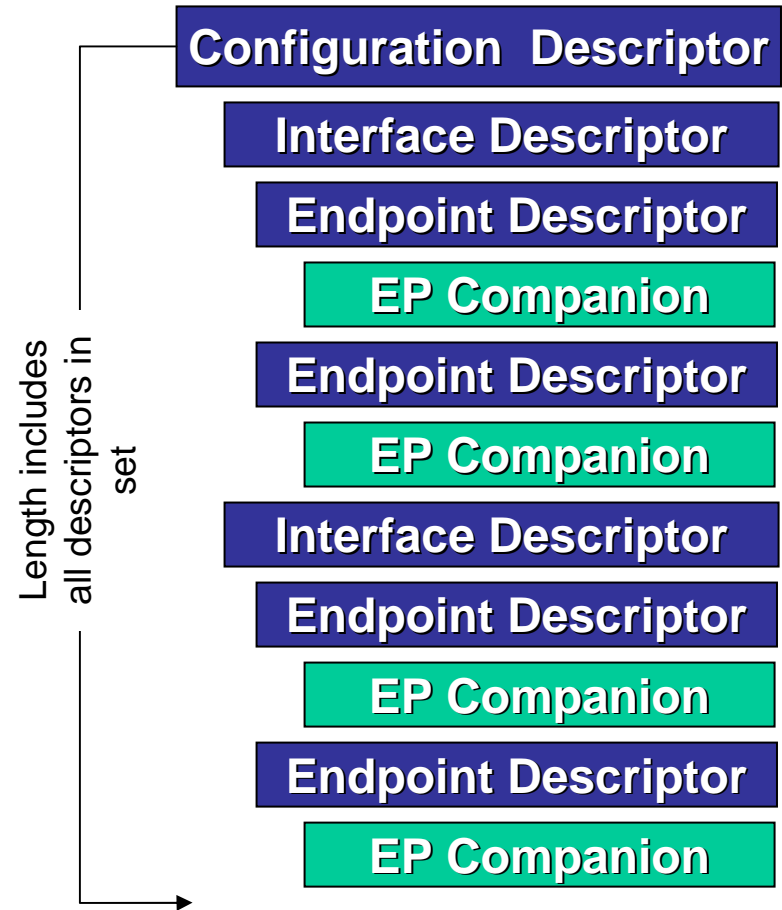 Configuration Descriptor
Interface Descriptor
Endpoint Descriptor
EP Companion
Endpoint Descriptor
EP Companion
Interface Descriptor
Endpoint Descriptor
EP Companion
Endpoint Descriptor
EP Companion
Length includes
all descriptors in
set